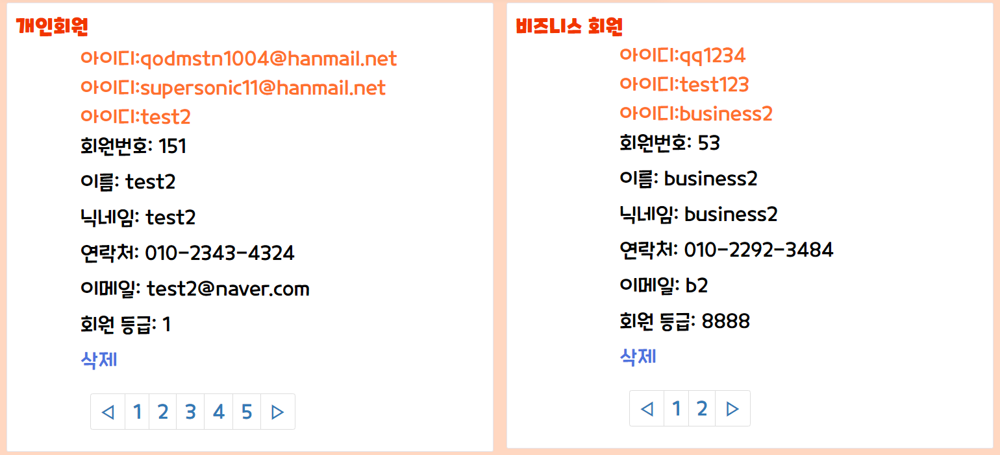 개인회원
아이디:qodmstn1004@hanmail.net
아이디:supersonic11@hanmail.net
아이디:test2
회원번호: 151
이름: test2
닉네임: test2
연락처: 010-2343-4324
이메일: test2@naver.com
회원 등급: 1
삭제
◁ 1 2 3 4 5 ▷
비즈니스 회원
아이디:qq1234
아이디:test123
아이디:business2
회원번호: 53
이름: business2
닉네임: business2
연락처: 010-2292-3484
이메일: b2
회원 등급: 8888
삭제
◁ 1 2 ▷